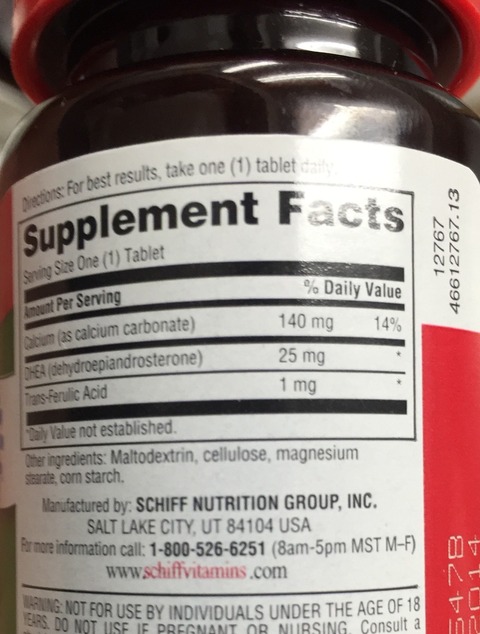 Directions: For best results, take one (1) tablet daily.
Supplement Facts
Serving Size One (1) Tablet
Amount Per Serving % Daily Value
Calcium (as calcium carbonate) 140 mg 14%
DHEA (dehydroepiandrosterone) 25 mg *
Trans-Ferulic Acid 1 mg *
*Daily Value not established.
Other ingredients: Maltodextrin, cellulose, magnesium
stearate, corn starch.
Manufactured by: SCHIFF NUTRITION GROUP, INC.
SALT LAKE CITY, UT 84104 USA
For more information call: 1-800-526-6251 (8am-5pm MST M-F)
www.schiffvitamins.com
WARNING: NOT FOR USE BY INDIVIDUALS UNDER THE AGE OF 18
YEARS. DO NOT USE IF PREGNANT OR NURSING. Consult a
12767
46612767.13
547B
2014